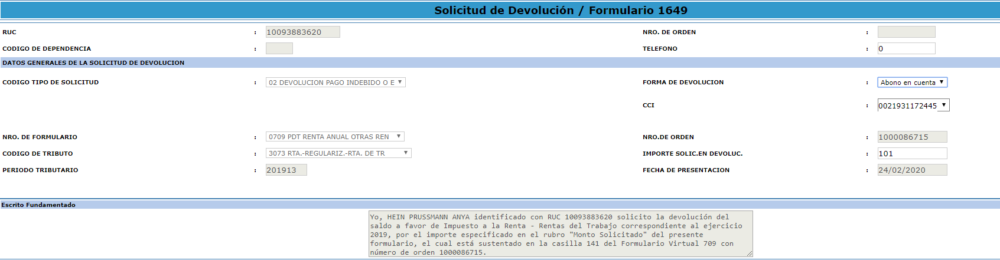 Solicitud de Devolución / Formulario 1649
RUC : 10093883620 NRO. DE ORDEN :
CODIGO DE DEPENDENCIA : TELEFONO : 0
DATOS GENERALES DE LA SOLICITUD DE DEVOLUCION
CODIGO TIPO DE SOLICITUD : 02 DEVOLUCION PAGO INDEBIDO O E FORMA DE DEVOLUCION : Abono en cuenta
CCI : 0021931172445
NRO. DE FORMULARIO : 0709 PDT RENTA ANUAL OTRAS REN NRO.DE ORDEN : 1000086715
CODIGO DE TRIBUTO : 3073 RTA.-REGULARIZ.-RTA. DE TR IMPORTE SOLIC.EN DEVOLUC. : 101
PERIODO TRIBUTARIO : 201913 FECHA DE PRESENTACION : 24/02/2020
Escrito Fundamentado
Yo, HEIN PRUSSMANN ANYA identificado con RUC 10093883620 solicito la devolución del
saldo a favor de Impuesto a la Renta - Rentas del Trabajo correspondiente al ejercicio
2019, por el importe especificado en el rubro "Monto Solicitado" del presente
formulario, el cual está sustentado en la casilla 141 del Formulario Virtual 709 con
número de orden 1000086715.